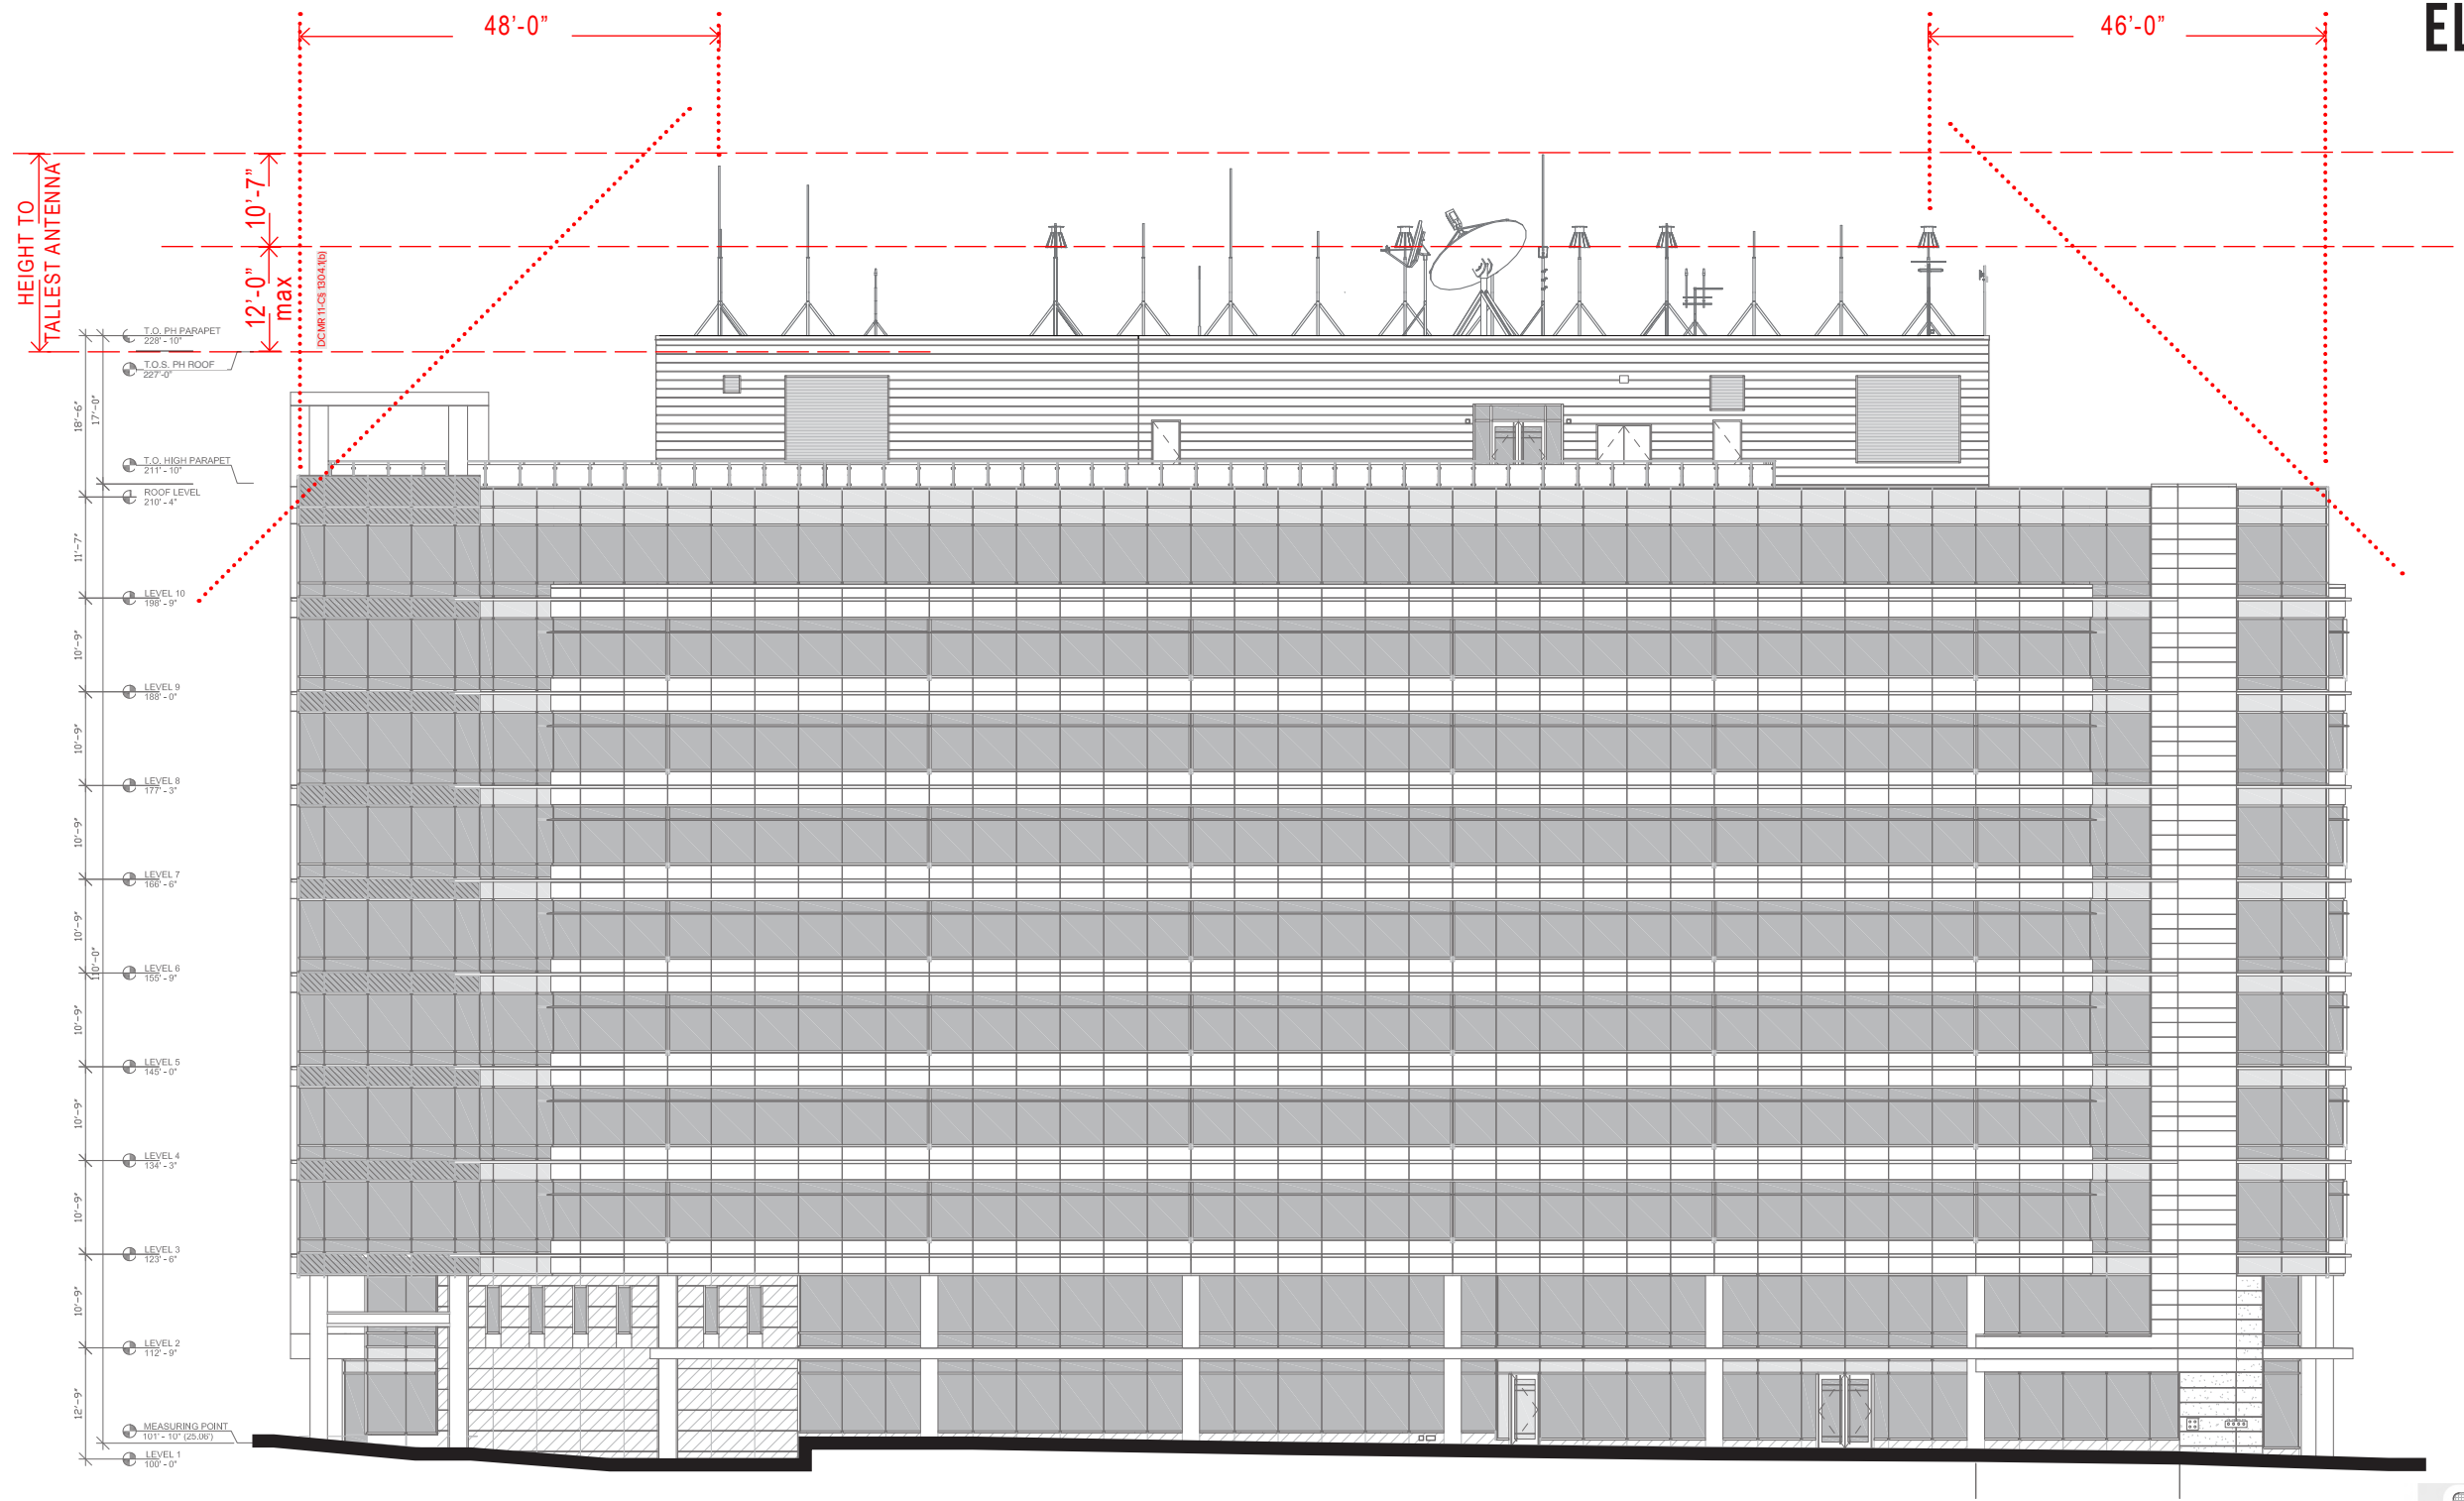 48'-0"
46'-0"
EL
HEIGHT TO
TALLEST ANTENNA
10'-7"
12'-0"
max
DCMR 11-C§ 1304.1(b)
T.O. PH PARAPET
228' - 10"
T.O.S. PH ROOF
227'-0"
18'-6"
17'-0"
T.O. HIGH PARAPET
211' - 10"
ROOF LEVEL
210' - 4"
11'-7"
LEVEL 10
198' - 9"
10'-9"
LEVEL 9
188' - 0"
10'-9"
LEVEL 8
177' - 3"
10'-9"
LEVEL 7
166' - 6"
10'-9"
110'-0"
LEVEL 6
155' - 9"
10'-9"
LEVEL 5
145' - 0"
10'-9"
LEVEL 4
134' - 3"
10'-9"
LEVEL 3
123' - 6"
10'-9"
LEVEL 2
112' - 9"
12'-9"
MEASURING POINT
101' - 10" (25.06')
LEVEL 1
100' - 0"